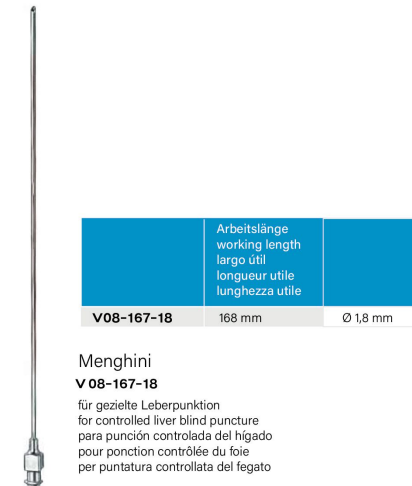 Arbeitslänge
working length
largo útil
longueur utile
lunghezza utile
V08-167-18 168 mm Ø 1,8 mm
Menghini
V 08-167-18
für gezielte Leberpunktion
for controlled liver blind puncture
para punción controlada del hígado
pour ponction contrôlée du foie
per puntatura controllata del fegato